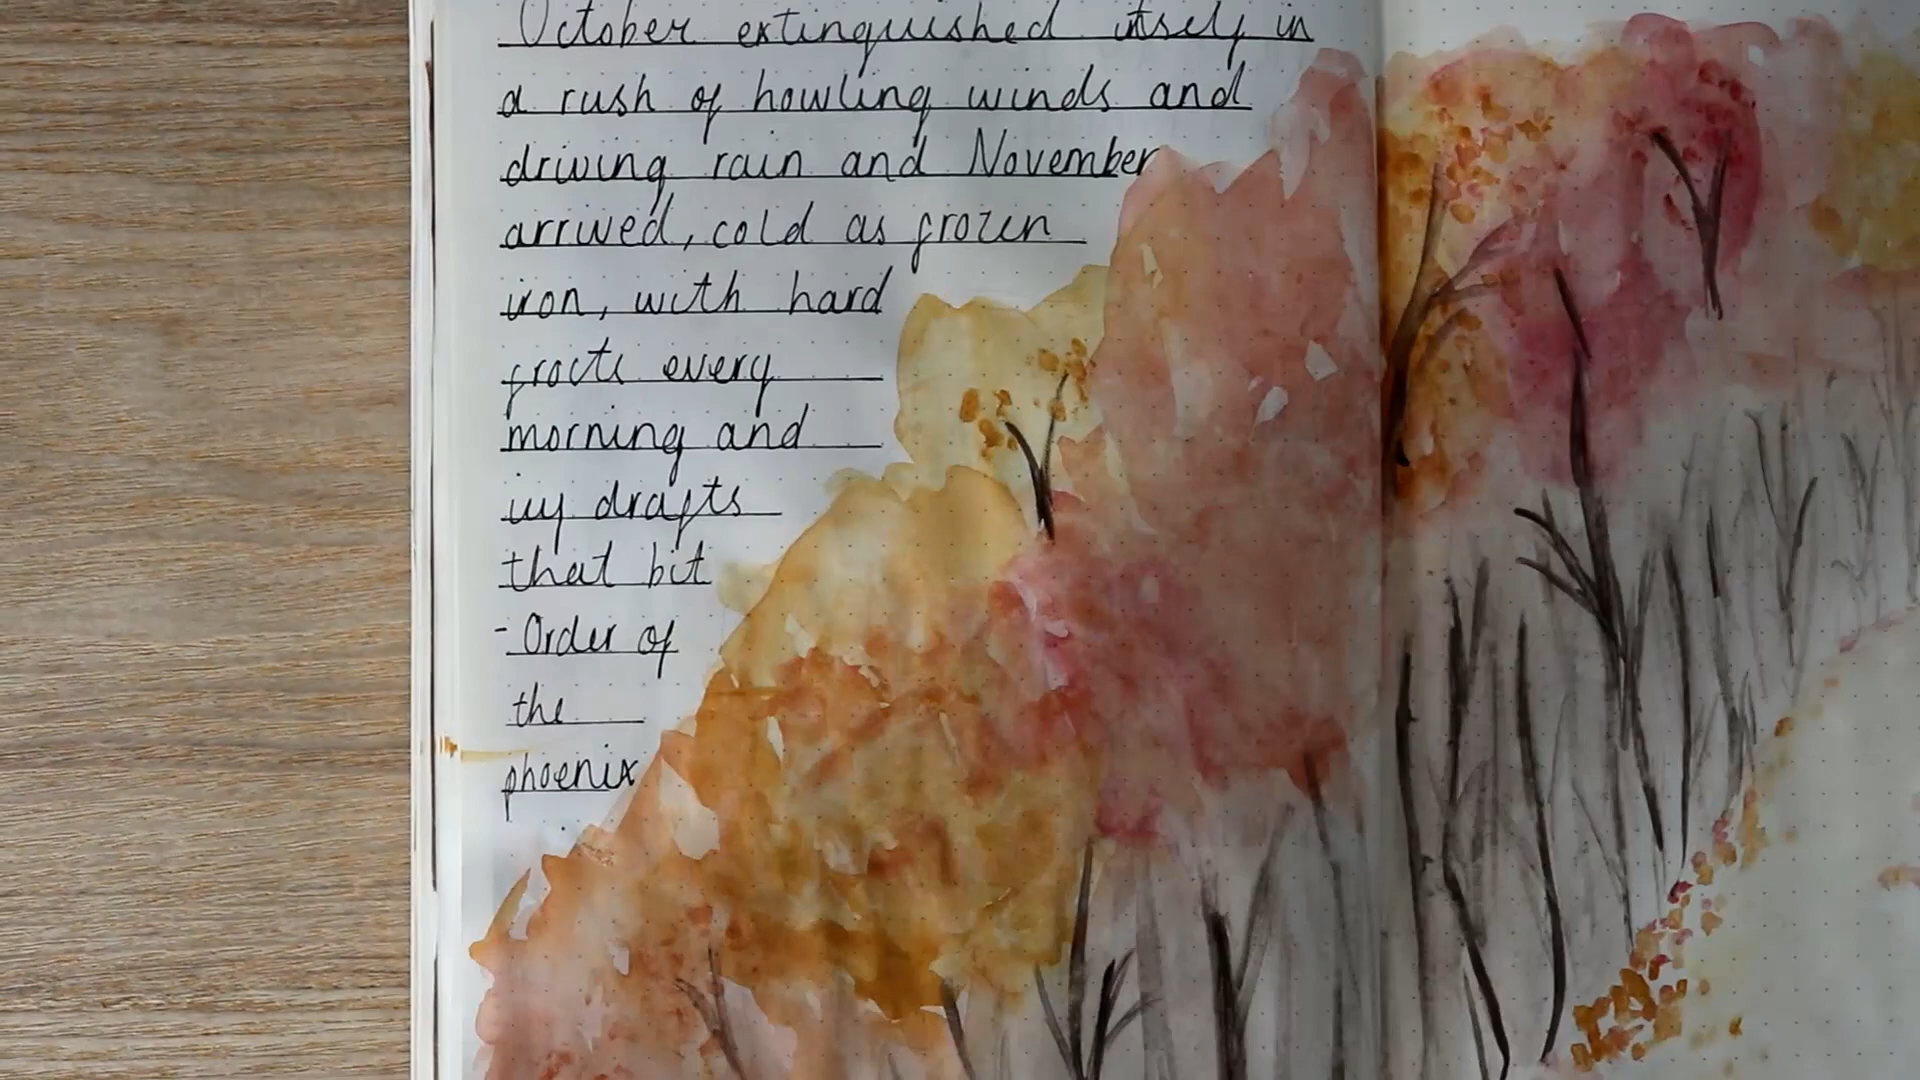 October extinguished itself in
a rush of howling winds and
driving rain and November
arrived, cold as frozen
iron, with hard
frosts every
morning and
icy drafts
that bit
- Order of
the
phoenix